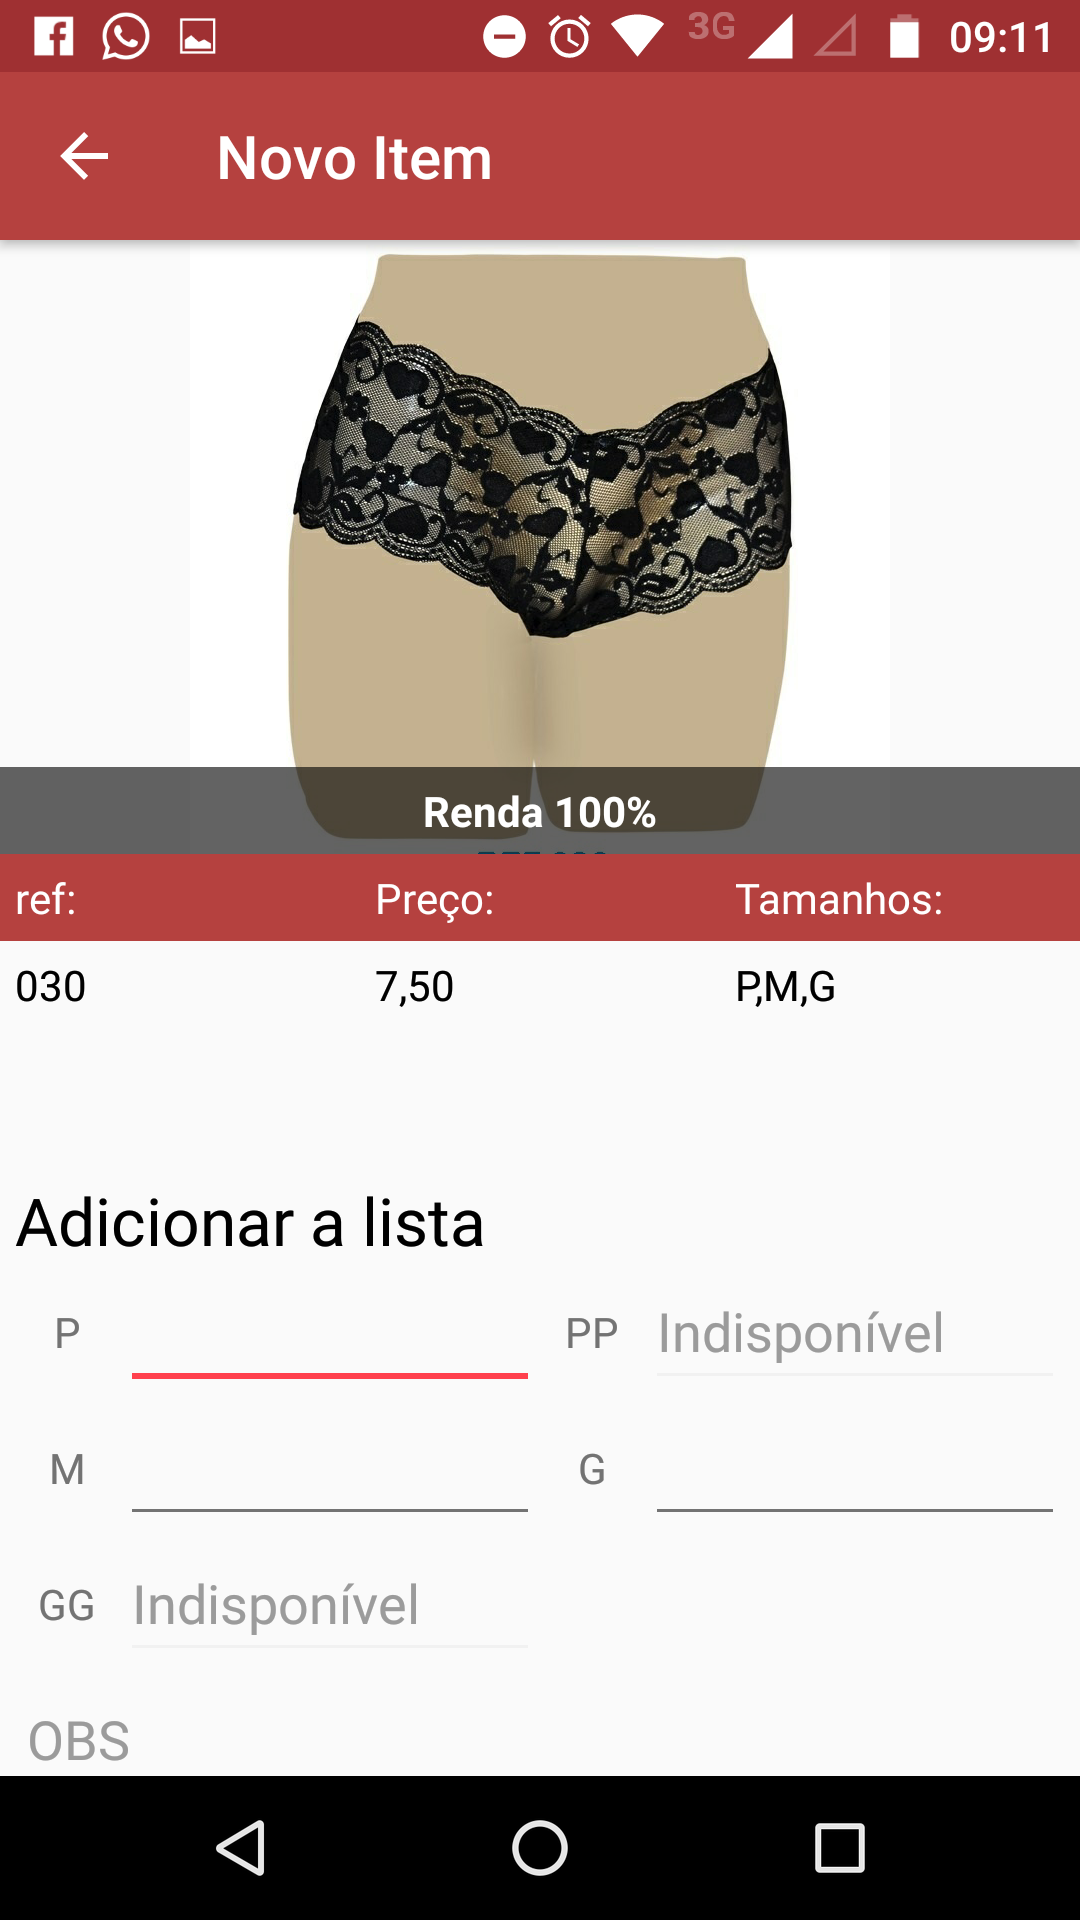 3G 09:11
Novo Item
Renda 100%
ref: Preço: Tamanhos:
030 7,50 P,M,G
Adicionar a lista
P PP Indisponível
M G
GG Indisponível
OBS